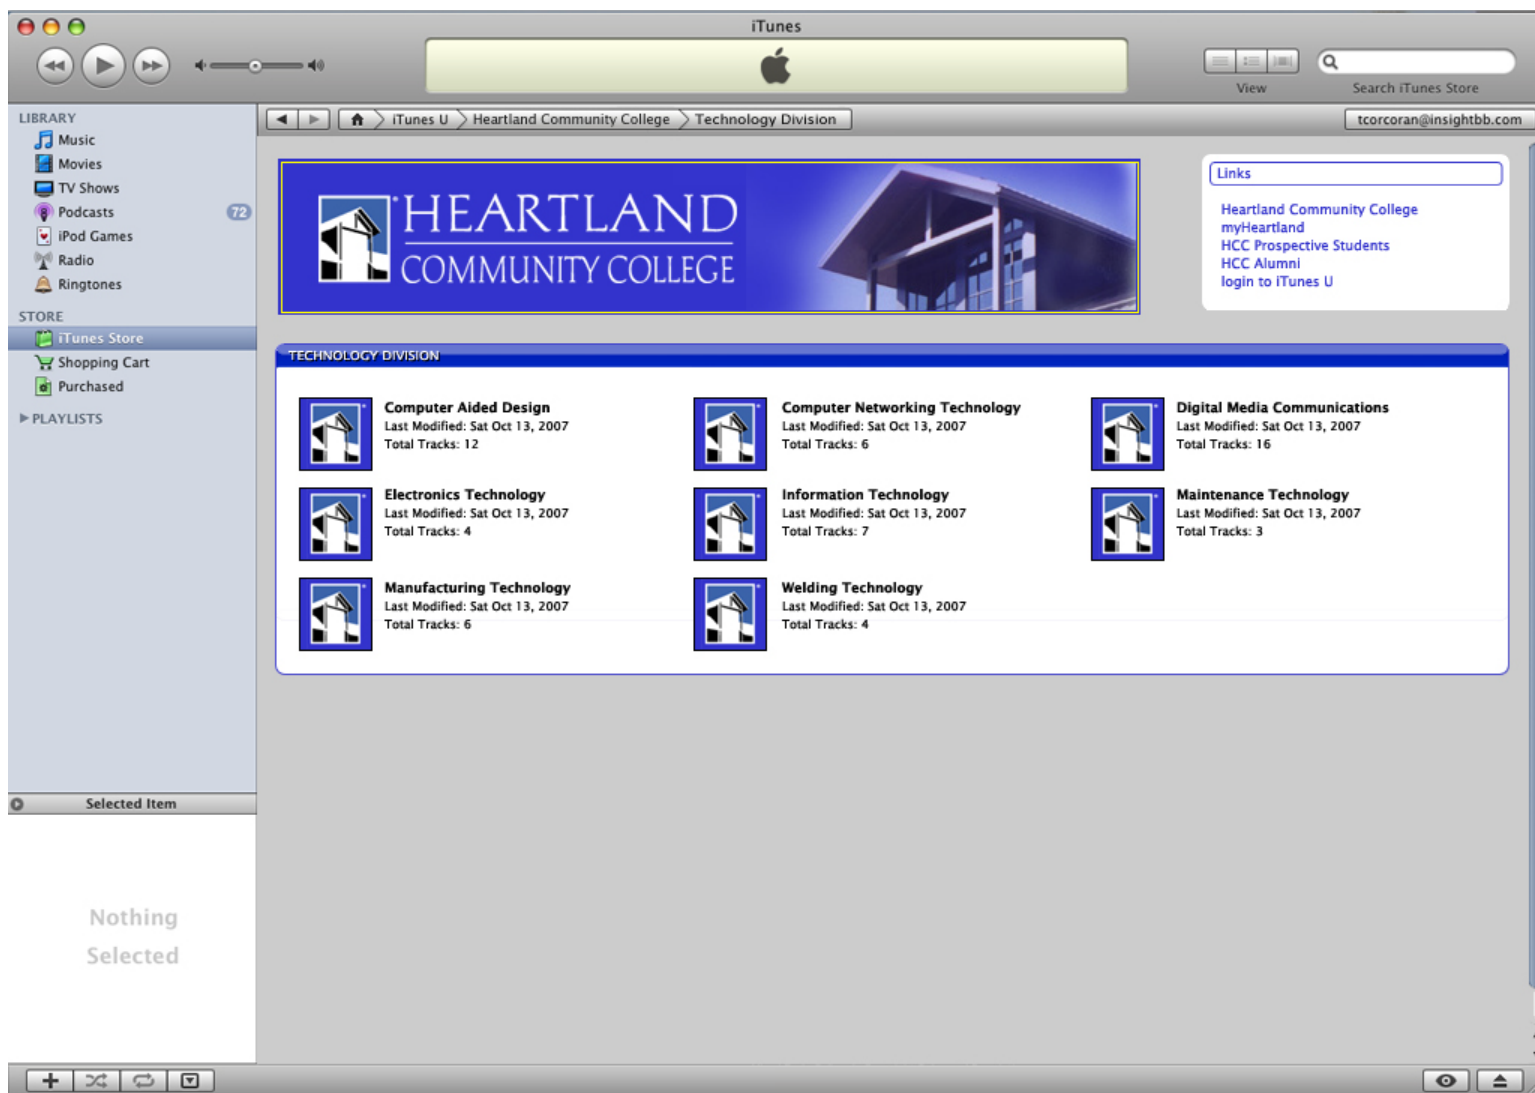 iTunes
View
Search iTunes Store
LIBRARY
Music
Movies
TV Shows
Podcasts 72
iPod Games
Radio
Ringtones
STORE
iTunes Store
Shopping Cart
Purchased
PLAYLISTS
Selected Item
Nothing
Selected
iTunes U Heartland Community College Technology Division
tcorcoran@insightbb.com
HEARTLAND
COMMUNITY COLLEGE
Links
Heartland Community College
myHeartland
HCC Prospective Students
HCC Alumni
login to iTunes U
TECHNOLOGY DIVISION
Computer Aided Design
Last Modified: Sat Oct 13, 2007
Total Tracks: 12
Computer Networking Technology
Last Modified: Sat Oct 13, 2007
Total Tracks: 6
Digital Media Communications
Last Modified: Sat Oct 13, 2007
Total Tracks: 16
Electronics Technology
Last Modified: Sat Oct 13, 2007
Total Tracks: 4
Information Technology
Last Modified: Sat Oct 13, 2007
Total Tracks: 7
Maintenance Technology
Last Modified: Sat Oct 13, 2007
Total Tracks: 3
Manufacturing Technology
Last Modified: Sat Oct 13, 2007
Total Tracks: 6
Welding Technology
Last Modified: Sat Oct 13, 2007
Total Tracks: 4